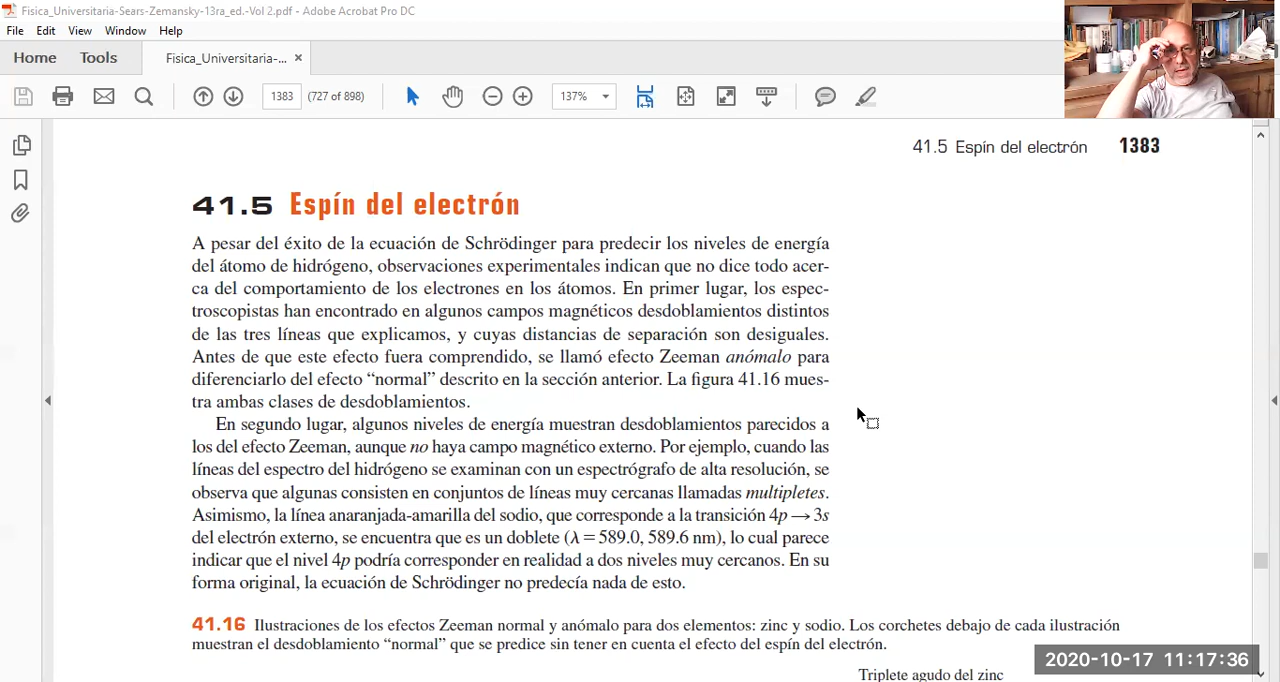 Fisica_Universitaria-Sears-Zemansky-13ra_ed.-Vol 2.pdf - Adobe Acrobat Pro DC
File Edit View Window Help
Home Tools Fisica_Universitaria-... ×
1383 (727 of 898) 137%
41.5 Espín del electrón 1383
41.5 Espín del electrón
A pesar del éxito de la ecuación de Schrödinger para predecir los niveles de energía
del átomo de hidrógeno, observaciones experimentales indican que no dice todo acer-
ca del comportamiento de los electrones en los átomos. En primer lugar, los espec-
troscopistas han encontrado en algunos campos magnéticos desdoblamientos distintos
de las tres líneas que explicamos, y cuyas distancias de separación son desiguales.
Antes de que este efecto fuera comprendido, se llamó efecto Zeeman anómalo para
diferenciarlo del efecto “normal” descrito en la sección anterior. La figura 41.16 mues-
tra ambas clases de desdoblamientos.
En segundo lugar, algunos niveles de energía muestran desdoblamientos parecidos a
los del efecto Zeeman, aunque no haya campo magnético externo. Por ejemplo, cuando las
líneas del espectro del hidrógeno se examinan con un espectrógrafo de alta resolución, se
observa que algunas consisten en conjuntos de líneas muy cercanas llamadas multipletes.
Asimismo, la línea anaranjada-amarilla del sodio, que corresponde a la transición 4p → 3s
del electrón externo, se encuentra que es un doblete (λ = 589.0, 589.6 nm), lo cual parece
indicar que el nivel 4p podría corresponder en realidad a dos niveles muy cercanos. En su
forma original, la ecuación de Schrödinger no predecía nada de esto.
41.16 Ilustraciones de los efectos Zeeman normal y anómalo para dos elementos: zinc y sodio. Los corchetes debajo de cada ilustración
muestran el desdoblamiento “normal” que se predice sin tener en cuenta el efecto del espín del electrón.
Triplete agudo del zinc
2020-10-17 11:17:36